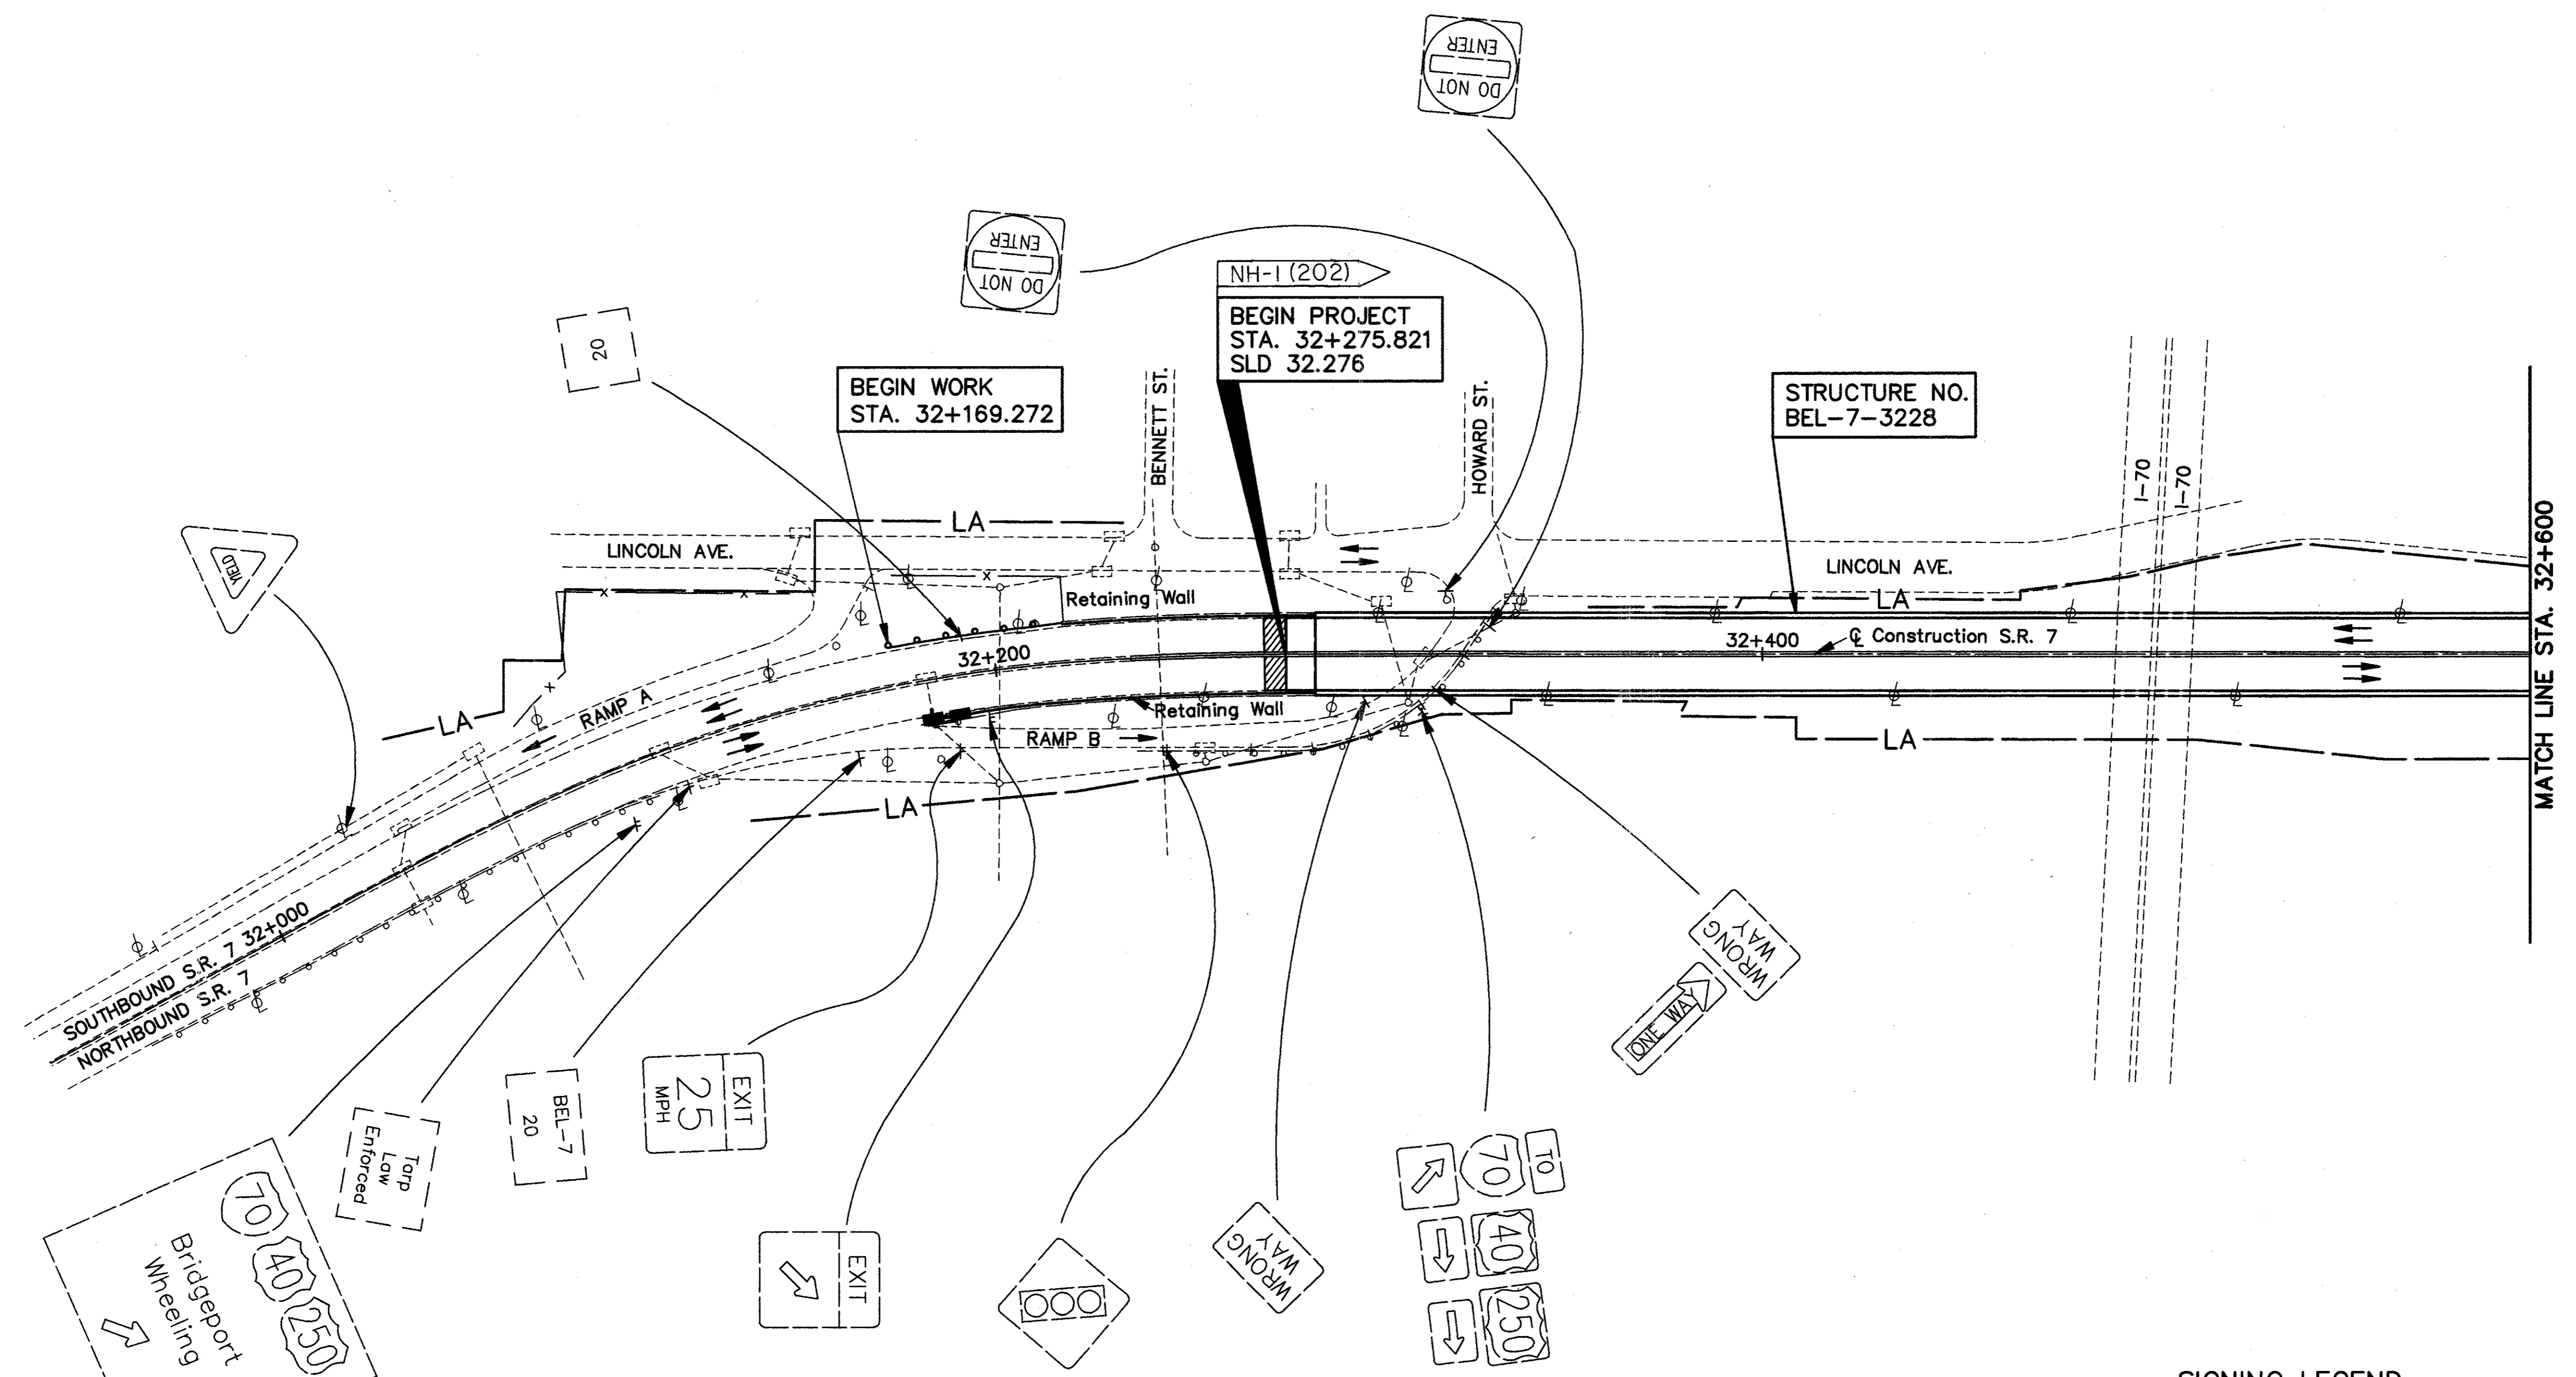 DO NOT
ENTER
DO NOT
ENTER
NH-1 (202)
BEGIN PROJECT
STA. 32+275.821
SLD 32.276
20
BEGIN WORK
STA. 32+169.272
BENNETT ST.
HOWARD ST.
STRUCTURE NO.
BEL-7-3228
I-70
I-70
MATCH LINE STA. 32+600
LA
LINCOLN AVE.
LINCOLN AVE.
YIELD
Retaining Wall
LA
32+200
32+400
℄ Construction S.R. 7
RAMP A
LA
Retaining Wall
RAMP B
LA
LA
32+000
SOUTHBOUND S.R. 7
NORTHBOUND S.R. 7
WRONG
WAY
ONE WAY
EXIT
25
MPH
BEL-7
20
Tarp
Law
Enforced
70
40
250
Bridgeport
Wheeling
EXIT
WRONG
WAY
TO
70
40
250
SIGNING LEGEND